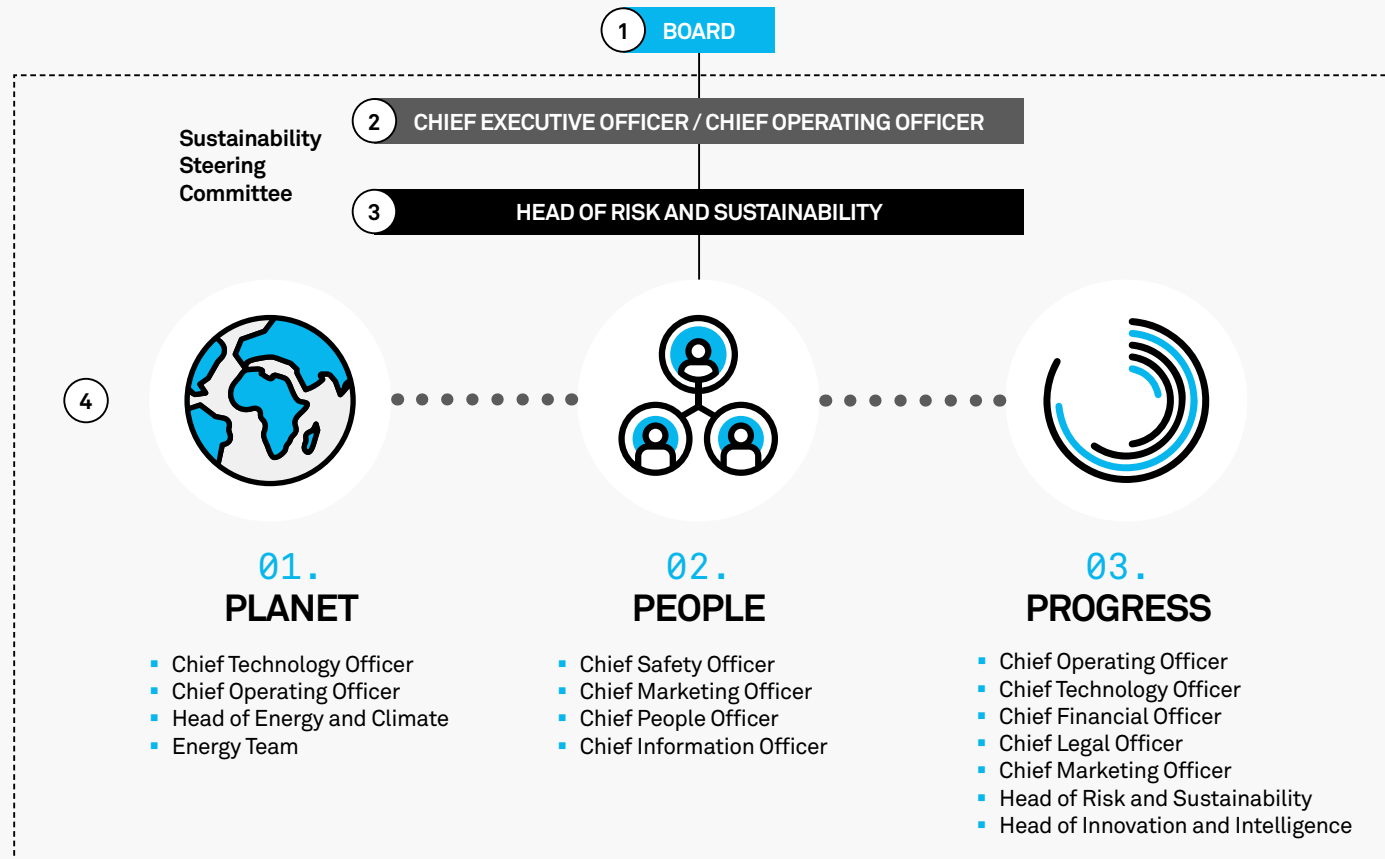 1 BOARD
Sustainability
Steering
Committee
2 CHIEF EXECUTIVE OFFICER / CHIEF OPERATING OFFICER
3 HEAD OF RISK AND SUSTAINABILITY
4
01.
PLANET
▪ Chief Technology Officer
▪ Chief Operating Officer
▪ Head of Energy and Climate
▪ Energy Team
02.
PEOPLE
▪ Chief Safety Officer
▪ Chief Marketing Officer
▪ Chief People Officer
▪ Chief Information Officer
03.
PROGRESS
▪ Chief Operating Officer
▪ Chief Technology Officer
▪ Chief Financial Officer
▪ Chief Legal Officer
▪ Chief Marketing Officer
▪ Head of Risk and Sustainability
▪ Head of Innovation and Intelligence